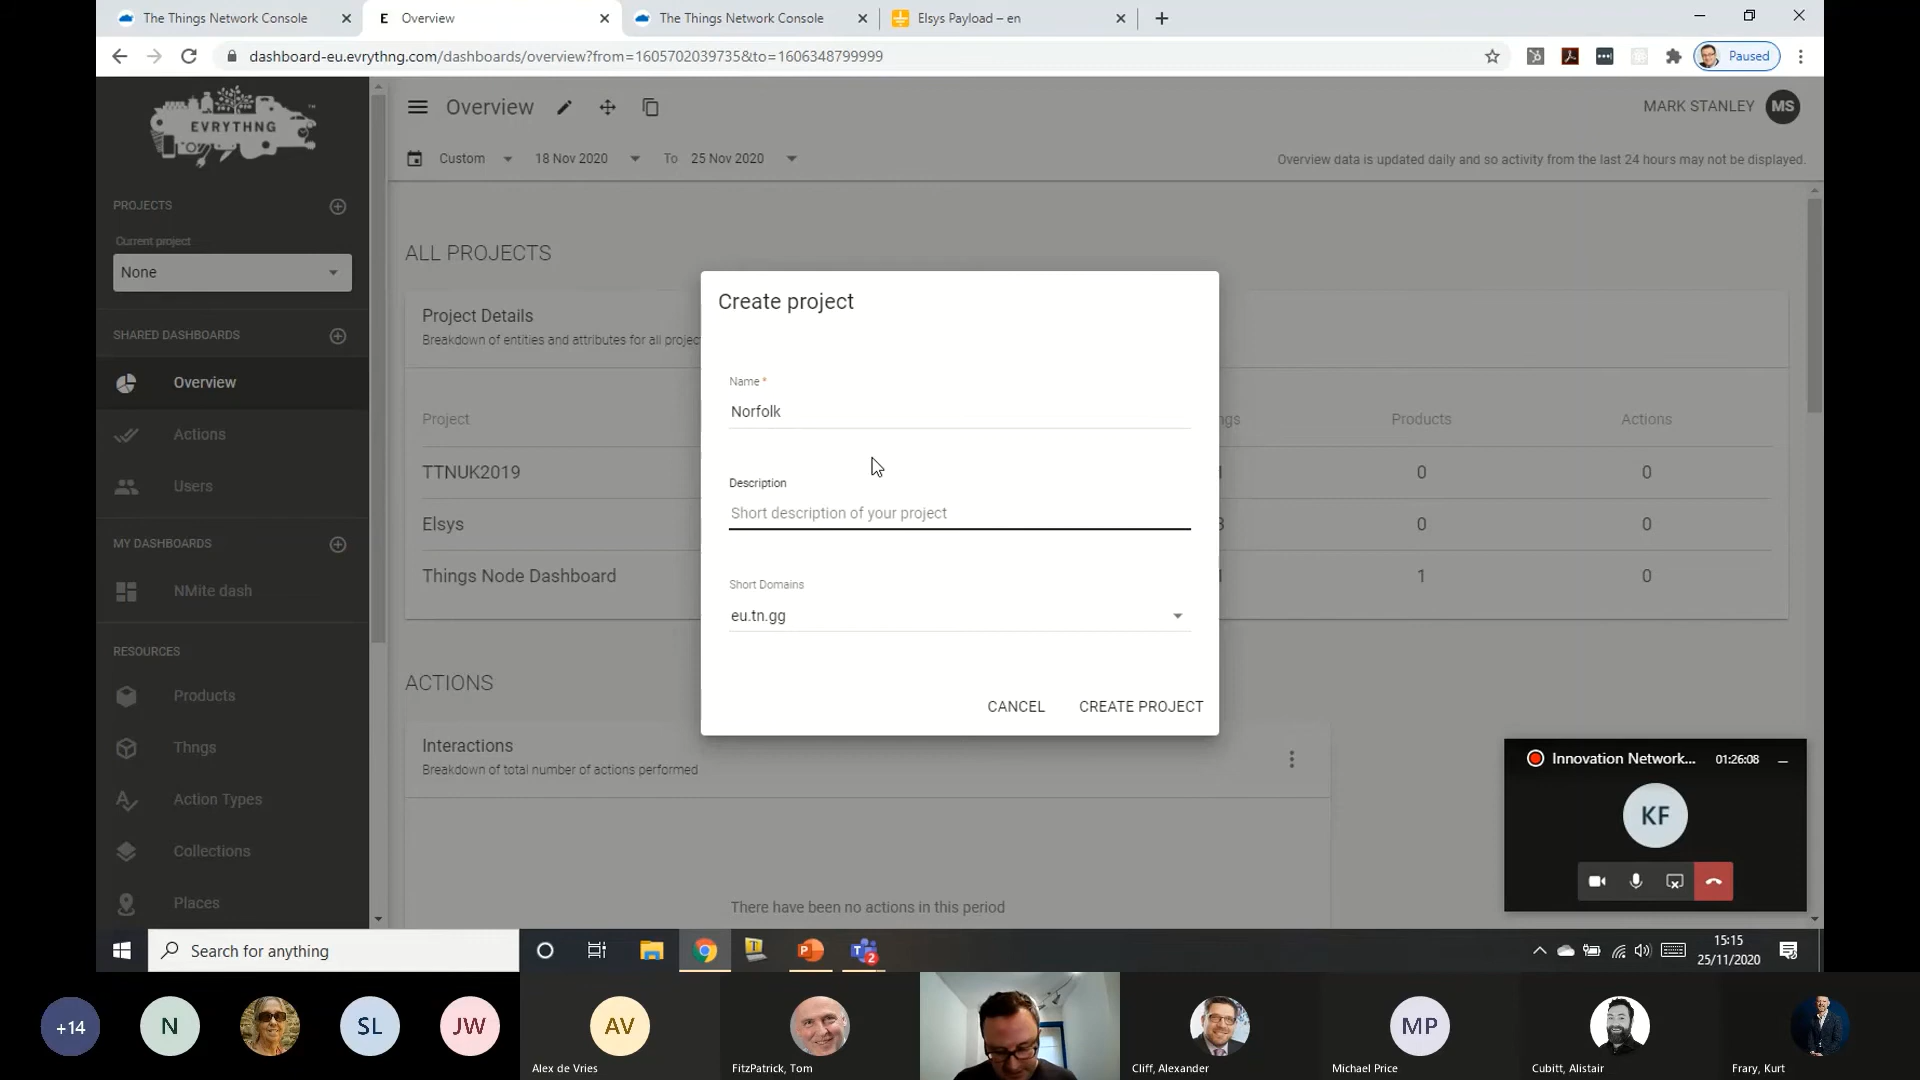 The Things Network Console
E Overview
The Things Network Console
Elsys Payload – en
dashboard-eu.evrythng.com/dashboards/overview?from=1605702039735&to=1606348799999
Paused
EVRYTHNG
Overview
MARK STANLEY MS
Custom
18 Nov 2020
To
25 Nov 2020
Overview data is updated daily and so activity from the last 24 hours may not be displayed.
PROJECTS
Current project
None
SHARED DASHBOARDS
Overview
Actions
Users
MY DASHBOARDS
NMite dash
RESOURCES
Products
Thngs
Action Types
Collections
Places
ALL PROJECTS
Project Details
Breakdown of entities and attributes for all projec
Project
ngs
Products
Actions
TTNUK2019
0
0
Elsys
0
0
Things Node Dashboard
1
0
ACTIONS
Interactions
Breakdown of total number of actions performed
There have been no actions in this period
Create project
Name *
Norfolk
Description
Short description of your project
Short Domains
eu.tn.gg
CANCEL
CREATE PROJECT
Innovation Network...
01:26:08
KF
Search for anything
2
15:15
25/11/2020
+14
N
SL
JW
AV
MP
Alex de Vries
FitzPatrick, Tom
Cliff, Alexander
Michael Price
Cubitt, Alistair
Frary, Kurt